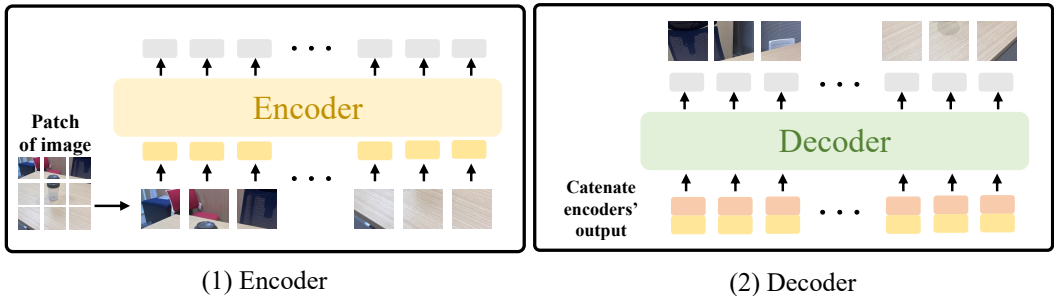 Encoder
Patch
of image
(1) Encoder
Decoder
Catenate
encoders'
output
(2) Decoder